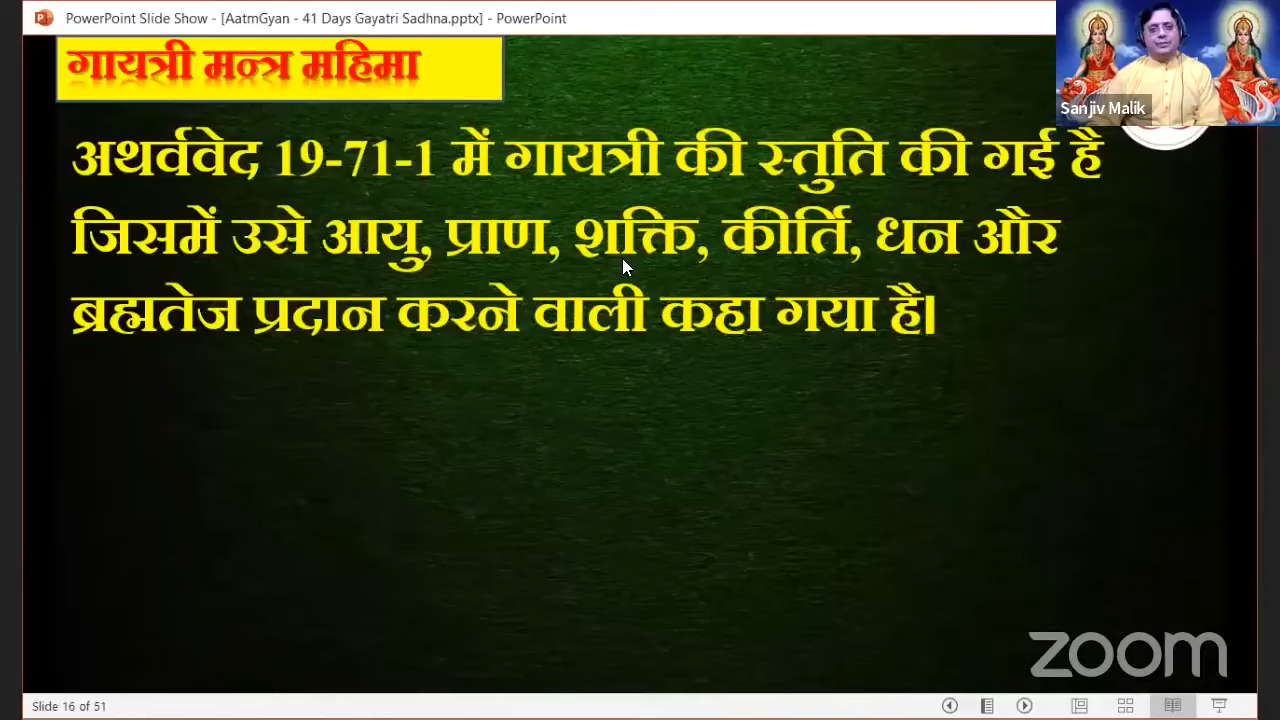 PowerPoint Slide Show - [AatmGyan - 41 Days Gayatri Sadhna.pptx] - PowerPoint
गायत्री मन्त्र महिमा
Sanjiv Malik
अथर्ववेद 19-71-1 में गायत्री की स्तुति की गई है
जिसमें उसे आयु, प्राण, शक्ति, कीर्ति, धन और
ब्रह्मतेज प्रदान करने वाली कहा गया है।
zoom
Slide 16 of 51